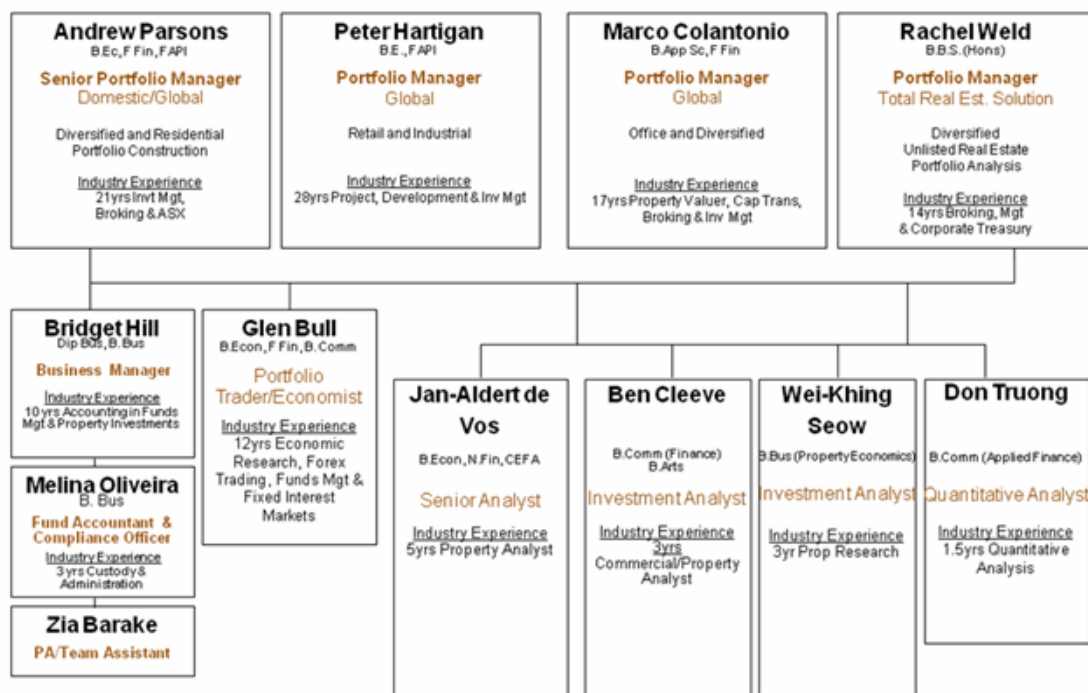 Andrew Parsons
B.Ec, F Fin, FAPI
Senior Portfolio Manager
Domestic/Global
Diversified and Residential
Portfolio Construction
Industry Experience
21yrs Invt Mgt,
Broking & ASX
Peter Hartigan
B.E., FAPI
Portfolio Manager
Global
Retail and Industrial
Industry Experience
28yrs Project, Development & Inv Mgt
Marco Colantonio
B.App Sc, F Fin
Portfolio Manager
Global
Office and Diversified
Industry Experience
17yrs Property Valuer, Cap Trans,
Broking & Inv Mgt
Rachel Weld
B.B.S. (Hons)
Portfolio Manager
Total Real Est. Solution
Diversified
Unlisted Real Estate
Portfolio Analysis
Industry Experience
14yrs Broking, Mgt
& Corporate Treasury
Bridget Hill
Dip Bus, B. Bus
Business Manager
Industry Experience
10 yrs Accounting in Funds
Mgt & Property Investments
Melina Oliveira
B. Bus
Fund Accountant &
Compliance Officer
Industry Experience
3 yrs Custody &
Administration
Zia Barake
PA/Team Assistant
Glen Bull
B.Econ, F Fin, B. Comm
Portfolio
Trader/Economist
Industry Experience
12yrs Economic
Research, Forex
Trading, Funds Mgt &
Fixed Interest
Markets
Jan-Aldert de
Vos
B.Econ, N.Fin, CEFA
Senior Analyst
Industry Experience
5yrs Property Analyst
Ben Cleeve
B.Comm (Finance)
B.Arts
Investment Analyst
Industry Experience
3yrs
Commercial/Property
Analyst
Wei-Khing
Seow
B.Bus (Property Economics)
Investment Analyst
Industry Experience
3yr Prop Research
Don Truong
B.Comm (Applied Finance)
Quantitative Analyst
Industry Experience
1.5yrs Quantitative
Analysis